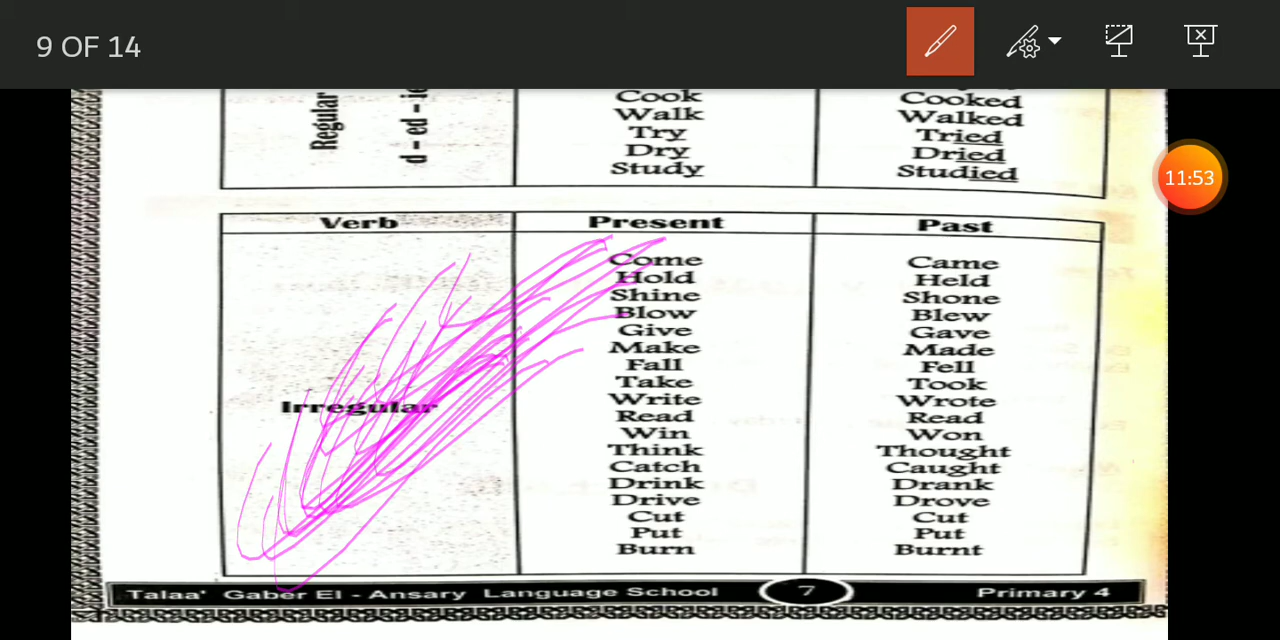 9 OF 14
11:53
Regular
d - ed - ie
Cook Cooked
Walk Walked
Try Tried
Dry Dried
Study Studied
Verb Present Past
Irregular
Come Came
Hold Held
Shine Shone
Blow Blew
Give Gave
Make Made
Fall Fell
Take Took
Write Wrote
Read Read
Win Won
Think Thought
Catch Caught
Drink Drank
Drive Drove
Cut Cut
Put Put
Burn Burnt
Talaa' Gaber El - Ansary Language School 7 Primary 4